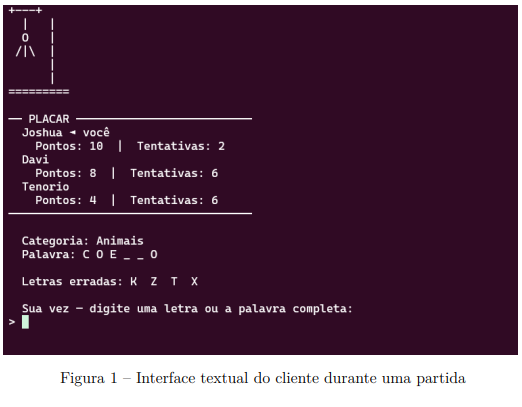 +---+
  |   |
  O   |
 /|\  |
      |
      |
=========
── PLACAR ──────────────────────────
  Joshua ◄ você
    Pontos: 10  |  Tentativas: 2
  Davi
    Pontos: 8  |  Tentativas: 6
  Tenorio
    Pontos: 4  |  Tentativas: 6
────────────────────────────────────
  Categoria: Animais
  Palavra: C O E _ _ O
  Letras erradas: K  Z  T  X
  Sua vez — digite uma letra ou a palavra completa:
>
Figura 1 – Interface textual do cliente durante uma partida